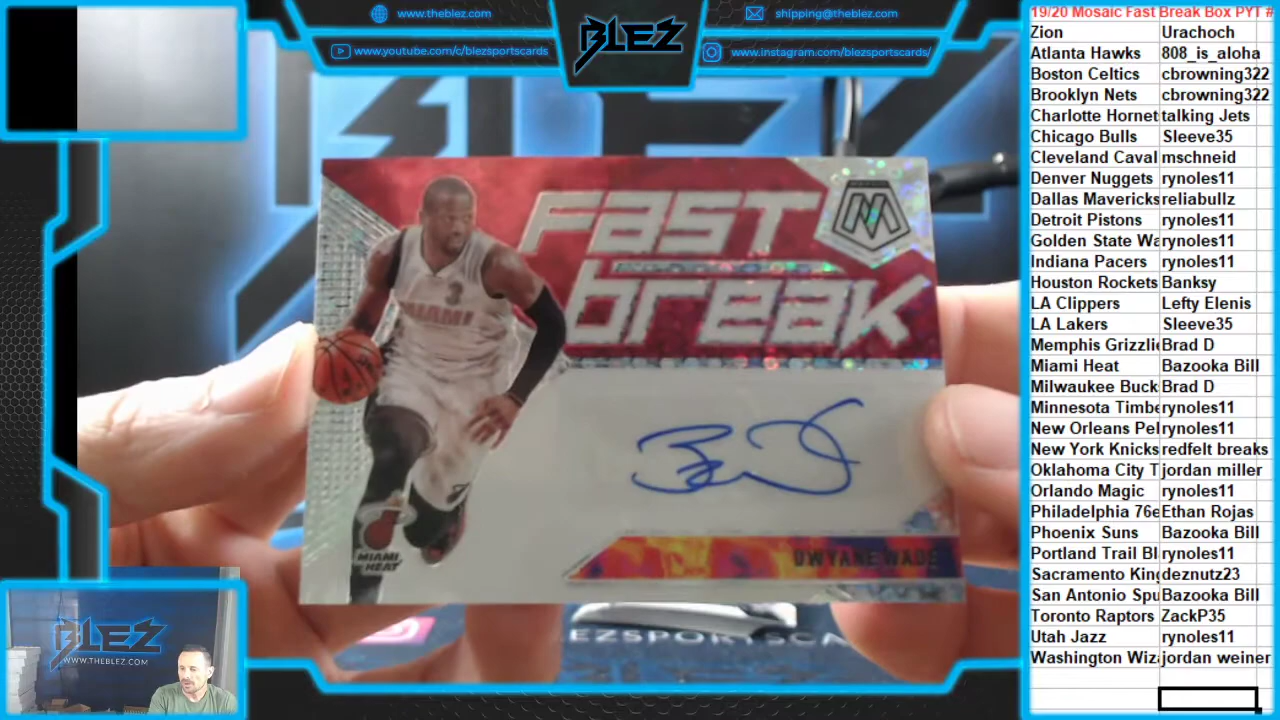 www.theblez.com
shipping@theblez.com
BLEZ
www.youtube.com/c/blezsportscards
www.instagram.com/blezsportscards/
19/20 Mosaic Fast Break Box PYT #
Zion Urachoch
Atlanta Hawks 808_is_aloha
Boston Celtics cbrowning322
Brooklyn Nets cbrowning322
Charlotte Hornet talking Jets
Chicago Bulls Sleeve35
Cleveland Caval mschneid
Denver Nuggets rynoles11
Dallas Mavericks reliabullz
Detroit Pistons rynoles11
Golden State Wa rynoles11
Indiana Pacers rynoles11
Houston Rockets Banksy
LA Clippers Lefty Elenis
LA Lakers Sleeve35
Memphis Grizzlie Brad D
Miami Heat Bazooka Bill
Milwaukee Buck Brad D
Minnesota Timbe rynoles11
New Orleans Pel rynoles11
New York Knicks redfelt breaks
Oklahoma City T jordan miller
Orlando Magic rynoles11
Philadelphia 76e Ethan Rojas
Phoenix Suns Bazooka Bill
Portland Trail Bl rynoles11
Sacramento King deznutz23
San Antonio Spu Bazooka Bill
Toronto Raptors ZackP35
Utah Jazz rynoles11
Washington Wiza jordan weiner
Fast
break
M
3
MIAMI
MIAMI
HEAT
DWYANE WADE
EZSPORTSCA
BLEZ
WWW.THEBLEZ.COM